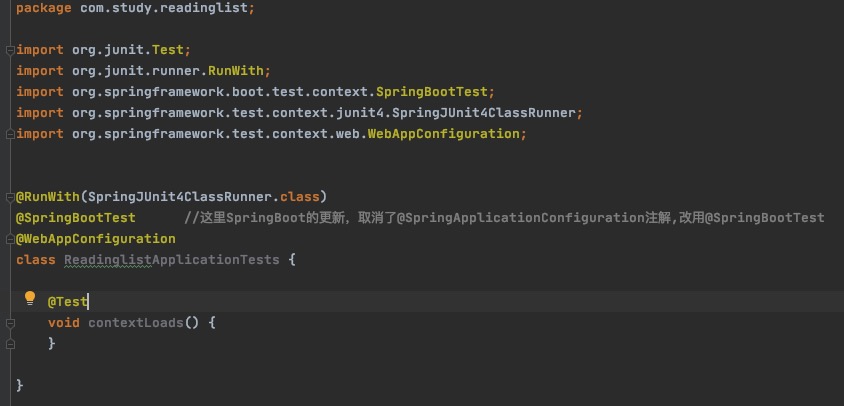 package com.study.readinglist;
import org.junit.Test;
import org.junit.runner.RunWith;
import org.springframework.boot.test.context.SpringBootTest;
import org.springframework.test.context.junit4.SpringJUnit4ClassRunner;
import org.springframework.test.context.web.WebAppConfiguration;
@RunWith(SpringJUnit4ClassRunner.class)
@SpringBootTest      //这里SpringBoot的更新，取消了@SpringApplicationConfiguration注解,改用@SpringBootTest
@WebAppConfiguration
class ReadinglistApplicationTests {
    @Test
    void contextLoads() {
    }
}